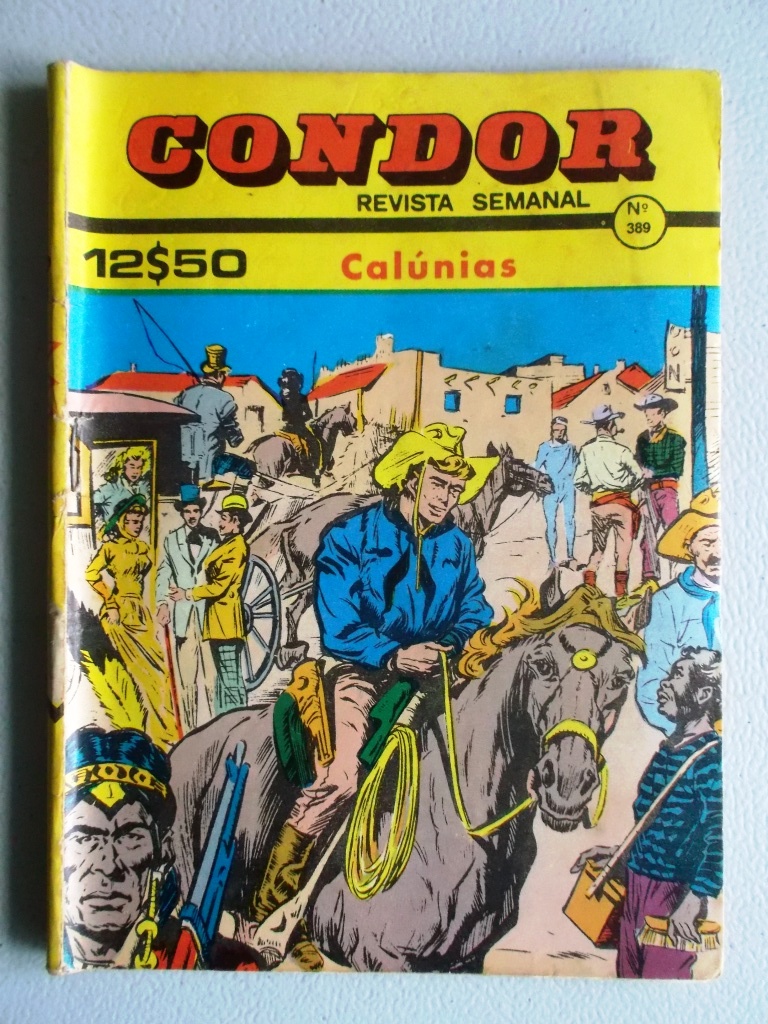 CONDOR
REVISTA SEMANAL
Nº
389
12$50
Calúnias